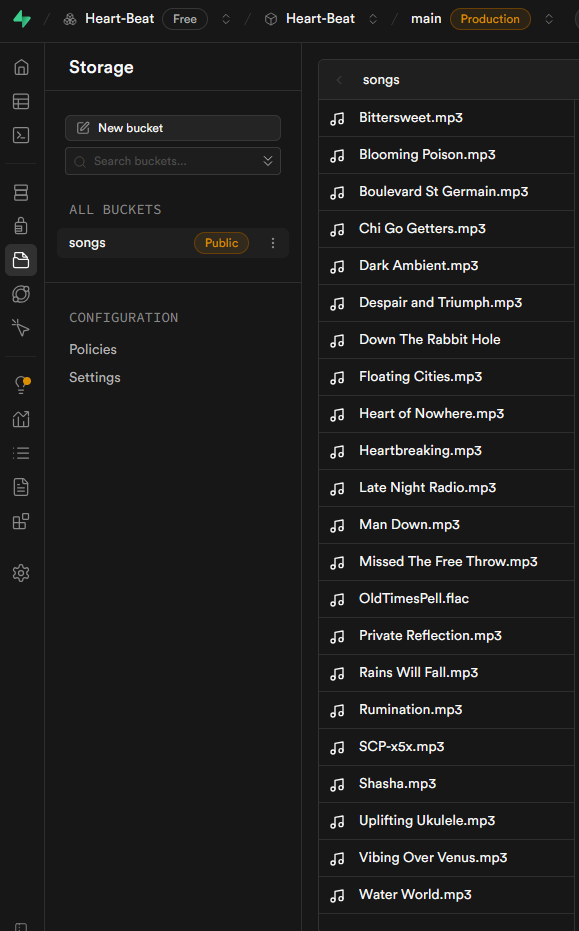 Heart-Beat Free Heart-Beat main Production
Storage
New bucket
Search buckets...
ALL BUCKETS
songs Public
CONFIGURATION
Policies
Settings
songs
Bittersweet.mp3
Blooming Poison.mp3
Boulevard St Germain.mp3
Chi Go Getters.mp3
Dark Ambient.mp3
Despair and Triumph.mp3
Down The Rabbit Hole
Floating Cities.mp3
Heart of Nowhere.mp3
Heartbreaking.mp3
Late Night Radio.mp3
Man Down.mp3
Missed The Free Throw.mp3
OldTimesPell.flac
Private Reflection.mp3
Rains Will Fall.mp3
Rumination.mp3
SCP-x5x.mp3
Shasha.mp3
Uplifting Ukulele.mp3
Vibing Over Venus.mp3
Water World.mp3